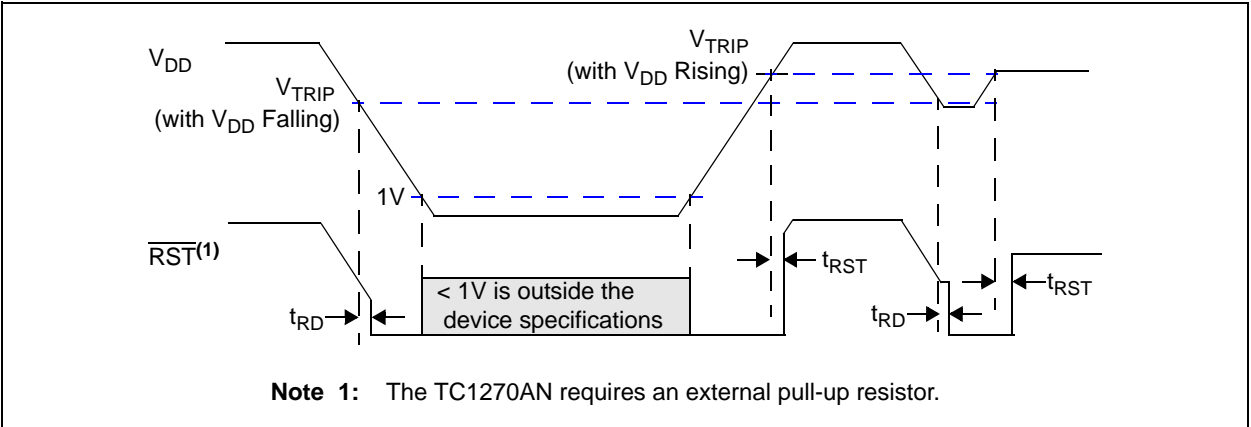 V_DD
V_TRIP
(with V_DD Rising)
V_TRIP
(with V_DD Falling)
1V
RST(1)
t_RST
< 1V is outside the
device specifications
t_RST
t_RD
t_RD
Note 1: The TC1270AN requires an external pull-up resistor.